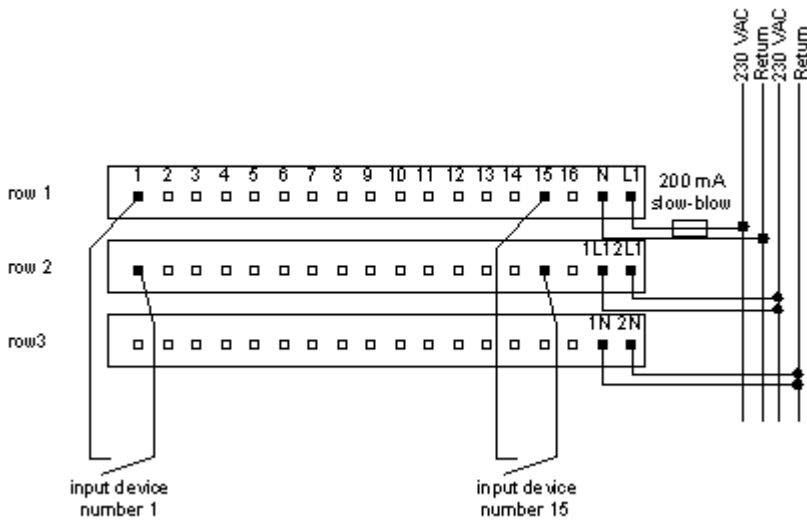 230 VAC
Return
230 VAC
Return
1 2 3 4 5 6 7 8 9 10 11 12 13 14 15 16 N L1
row 1
200 mA
slow-blow
1L1 2L1
row 2
1N 2N
row3
input device
number 1
input device
number 15